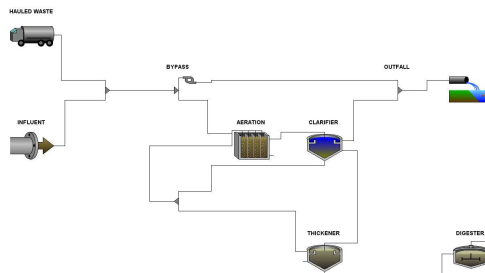 HAULED WASTE
BYPASS
OUTFALL
INFLUENT
AERATION
CLARIFIER
THICKENER
DIGESTER